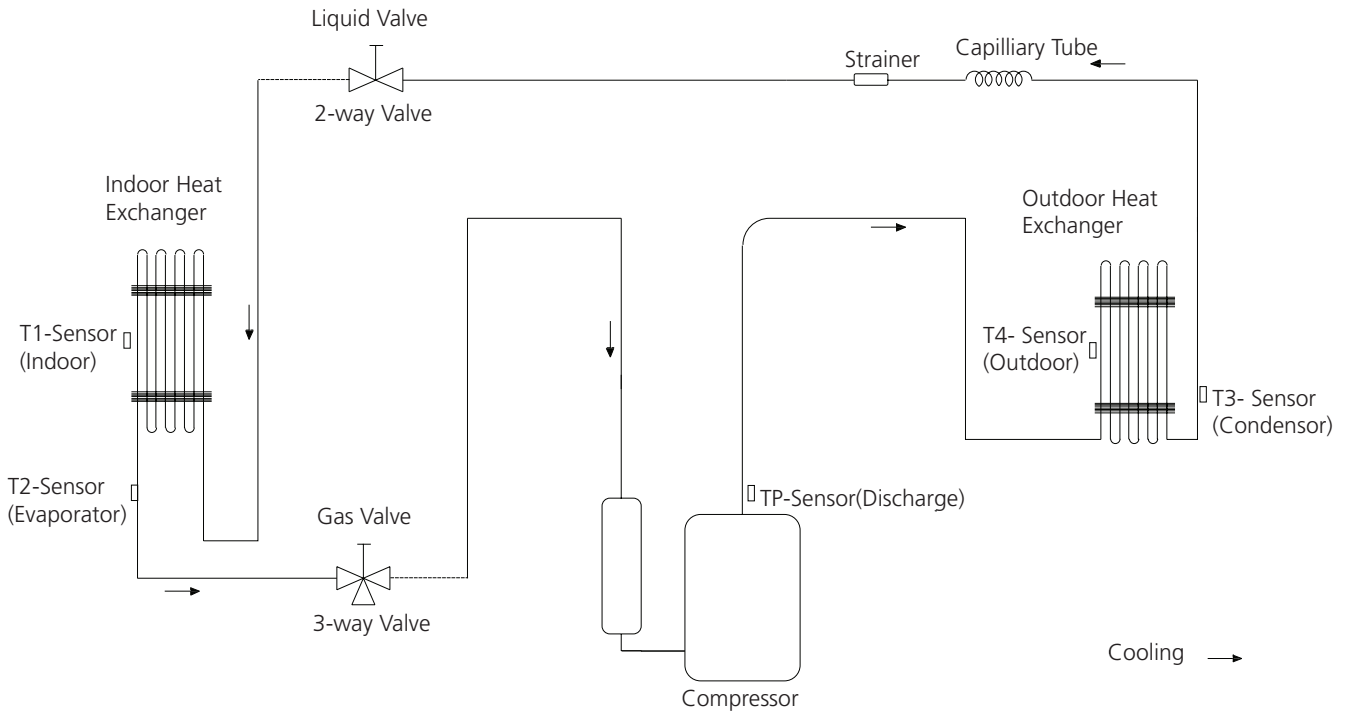 Liquid Valve
2-way Valve
Strainer
Capilliary Tube
Indoor Heat
Exchanger
Outdoor Heat
Exchanger
T1-Sensor
(Indoor)
T4- Sensor
(Outdoor)
T3- Sensor
(Condensor)
T2-Sensor
(Evaporator)
TP-Sensor(Discharge)
Gas Valve
3-way Valve
Cooling
Compressor